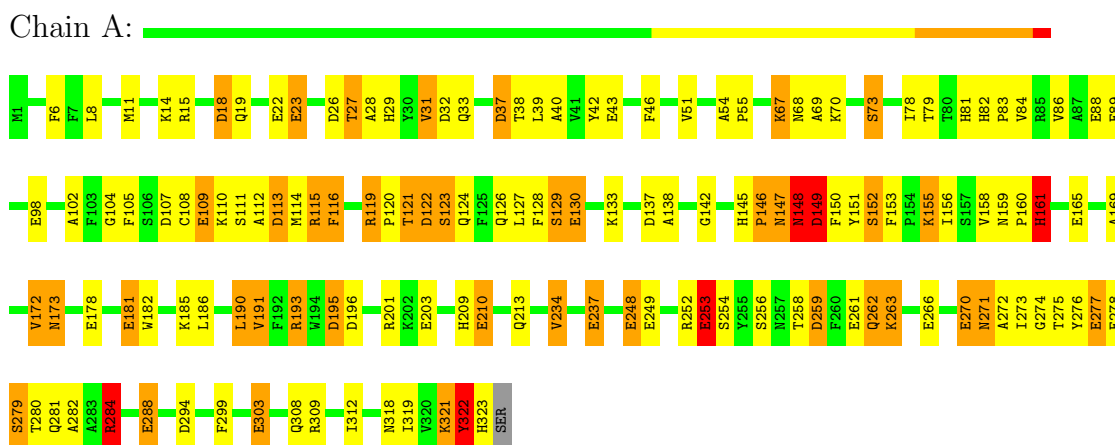 Chain A:
M1 F6 F7 L8 M11 K14 R15 D18 Q19 E22 E23 D26 T27 A28 H29 Y30 V31 D32 Q33 D37 T38 L39 A40 V41 Y42 E43 F46 V51 A54 P55 K67 N68 A69 K70 S73 I78 T79 T80 H81 H82 P83 V84 R85 V86 A87 E88
E98 A102 F103 G104 F105 S106 D107 C108 E109 K110 S111 A112 D113 M114 R115 F116 R119 P120 T121 D122 S123 Q124 F125 Q126 L127 F128 S129 E130 K133 D137 A138 G142 H145 P146 N147 N148 D149 F150 Y151 S152 F153 P154 K155 I156 S157 V158 N159 P160 H161 E165
V172 N173 E178 E181 W182 K185 L186 L190 V191 F192 R193 W194 D195 D196 R201 K202 E203 H209 E210 Q213 V234 E237 E248 E249 R252 E253 S254 Y255 S256 N257 T258 D259 F260 E261 Q262 K263 E266 E270 N271 A272 I273 G274 T275 Y276 E277
S279 T280 Q281 A282 A283 R284 E288 D294 F299 E303 Q308 R309 I312 N318 I319 V320 K321 Y322 H323 SER